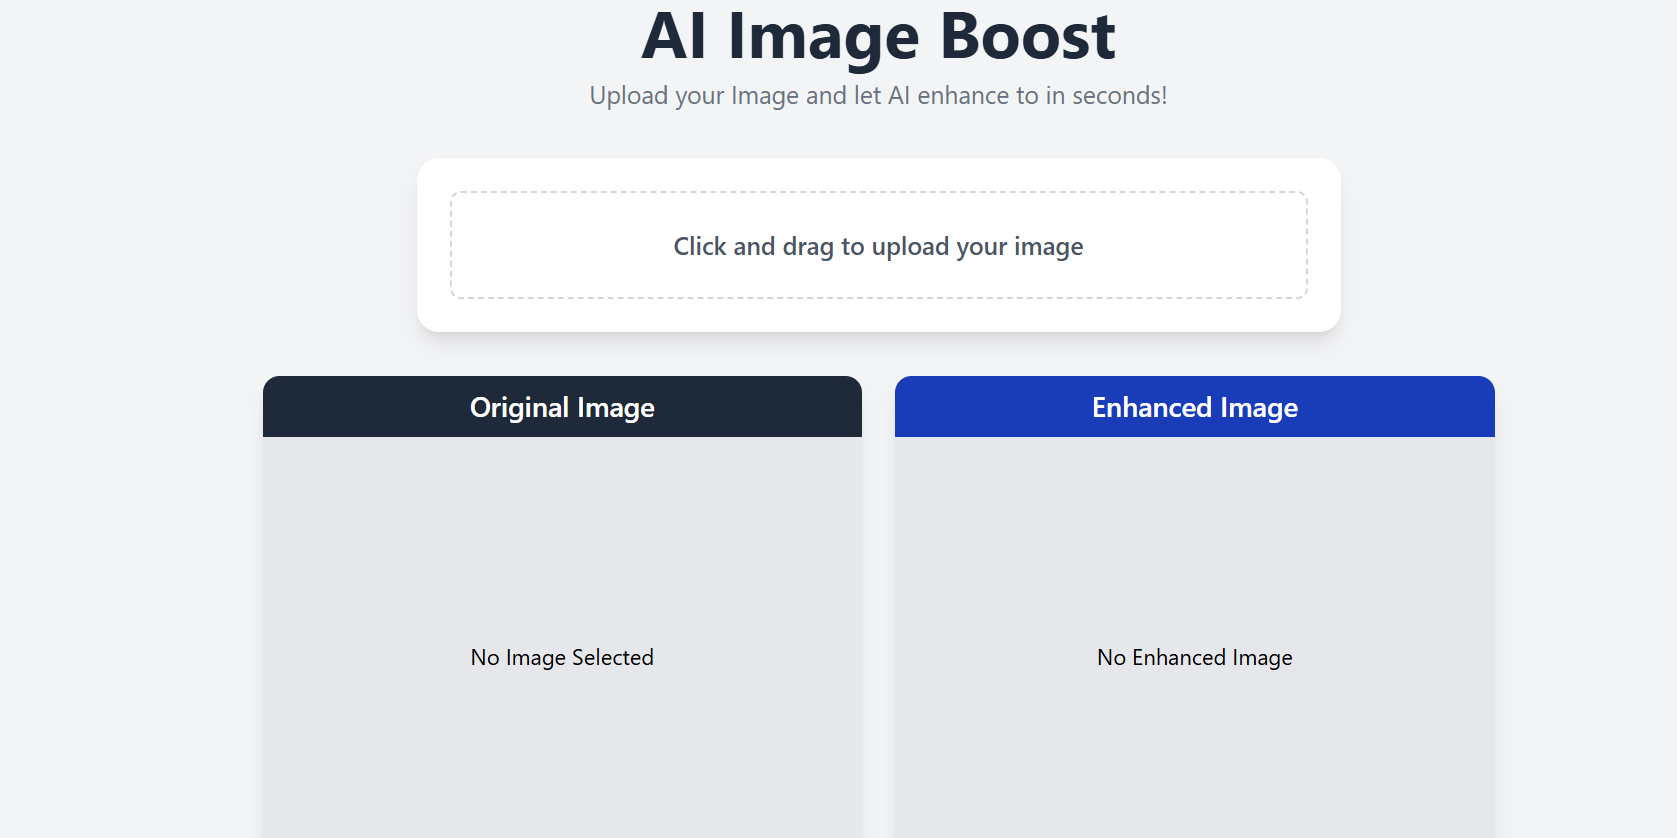 AI Image Boost
Upload your Image and let AI enhance to in seconds!
Click and drag to upload your image
Original Image
Enhanced Image
No Image Selected
No Enhanced Image